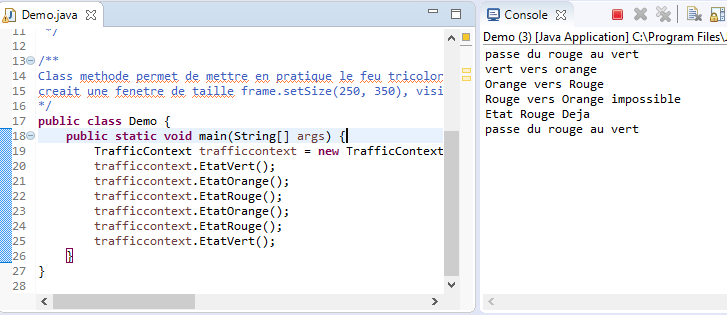 Demo.java
11 */
12
13 /**
14 Class methode permet de mettre en pratique le feu tricolor
15 creait une fenetre de taille frame.setSize(250, 350), visi
16 */
17 public class Demo {
18 public static void main(String[] args) {
19 TrafficContext trafficcontext = new TrafficContext
20 trafficcontext.EtatVert();
21 trafficcontext.EtatOrange();
22 trafficcontext.EtatRouge();
23 trafficcontext.EtatOrange();
24 trafficcontext.EtatRouge();
25 trafficcontext.EtatVert();
26 }
27 }
28
Console
Demo (3) [Java Application] C:\Program Files\J
passe du rouge au vert
vert vers orange
Orange vers Rouge
Rouge vers Orange impossible
Etat Rouge Deja
passe du rouge au vert